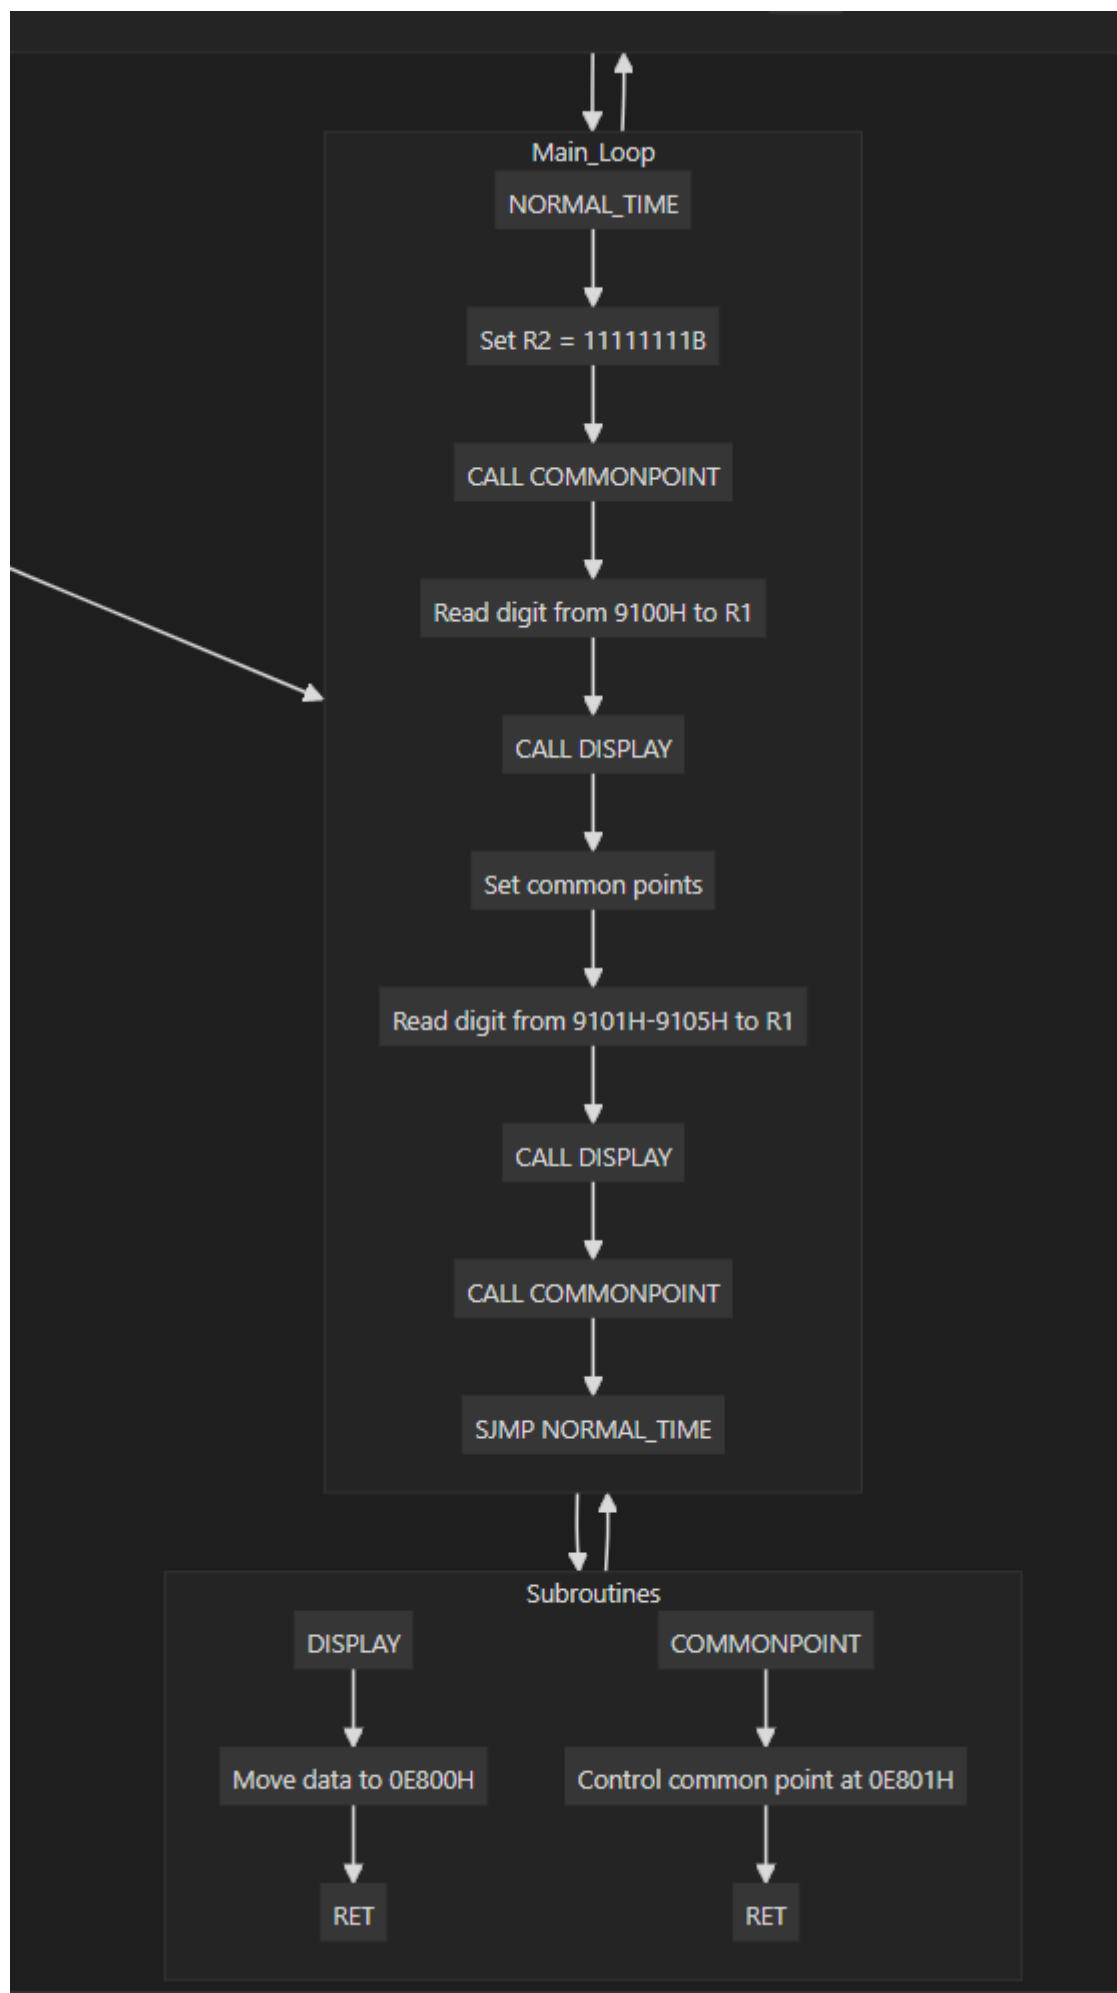 Main_Loop
NORMAL_TIME
Set R2 = 11111111B
CALL COMMONPOINT
Read digit from 9100H to R1
CALL DISPLAY
Set common points
Read digit from 9101H-9105H to R1
CALL DISPLAY
CALL COMMONPOINT
SJMP NORMAL_TIME
Subroutines
DISPLAY
COMMONPOINT
Move data to 0E800H
Control common point at 0E801H
RET
RET